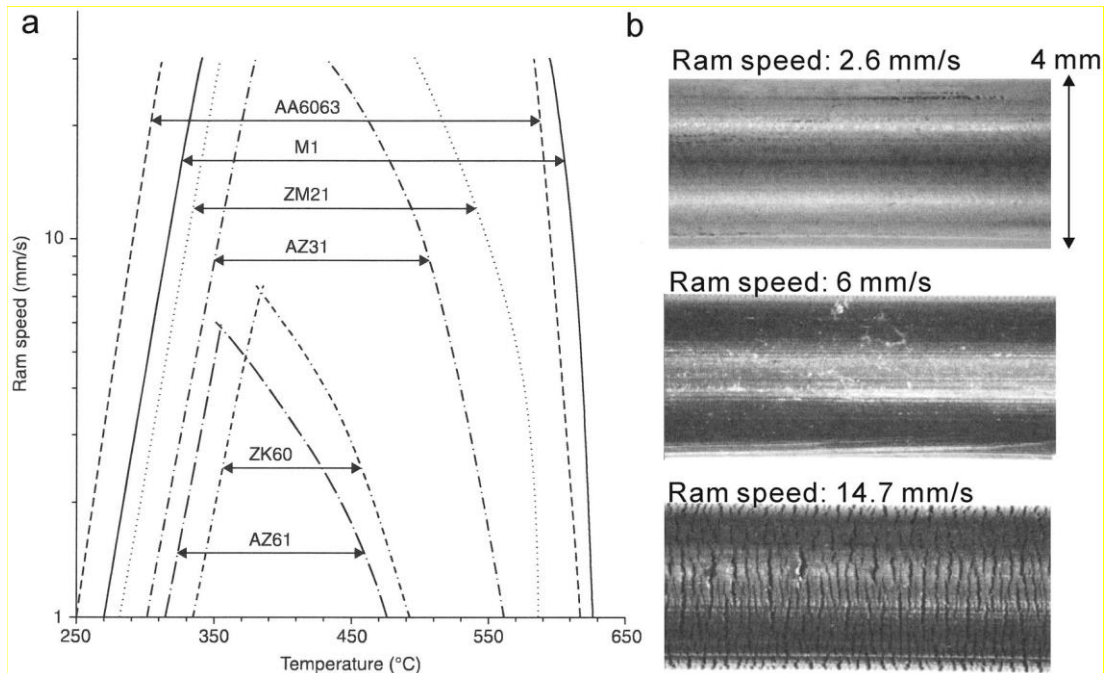 a
AA6063
M1
ZM21
AZ31
ZK60
AZ61
10
1
Ram speed (mm/s)
250
350
450
550
650
Temperature (°C)
b
Ram speed: 2.6 mm/s
4 mm
Ram speed: 6 mm/s
Ram speed: 14.7 mm/s